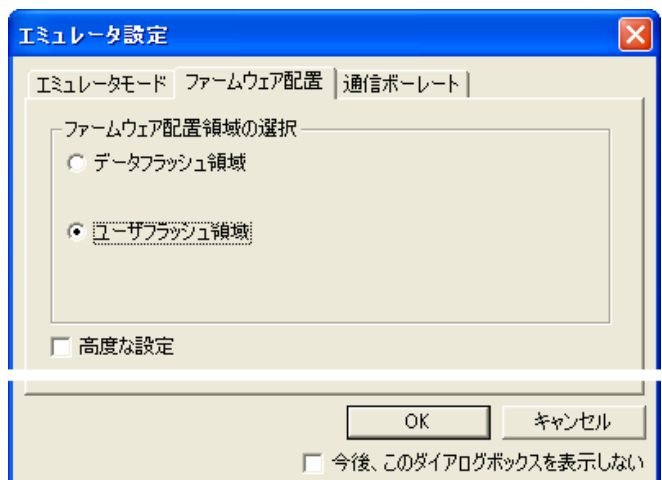 エミュレータ設定
エミュレータモード ファームウェア配置 通信ボーレート
ファームウェア配置領域の選択
データフラッシュ領域
ユーザフラッシュ領域
高度な設定
OK キャンセル
今後、このダイアログボックスを表示しない